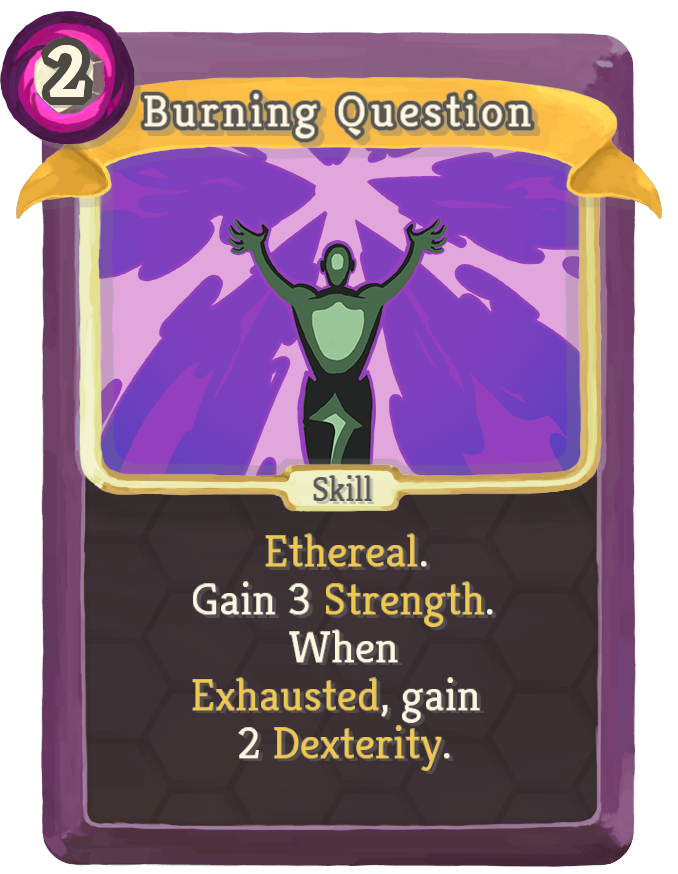 2
Burning Question
Skill
Ethereal.
Gain 3 Strength.
When
Exhausted, gain
2 Dexterity.